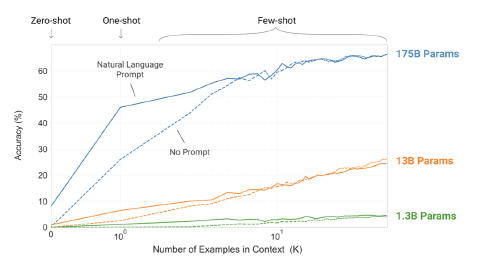 Zero-shot One-shot Few-shot
175B Params
Natural Language
Prompt
No Prompt
13B Params
1.3B Params
Accuracy (%)
60
50
40
30
20
10
0
0 10⁰ 10¹
Number of Examples in Context (K)